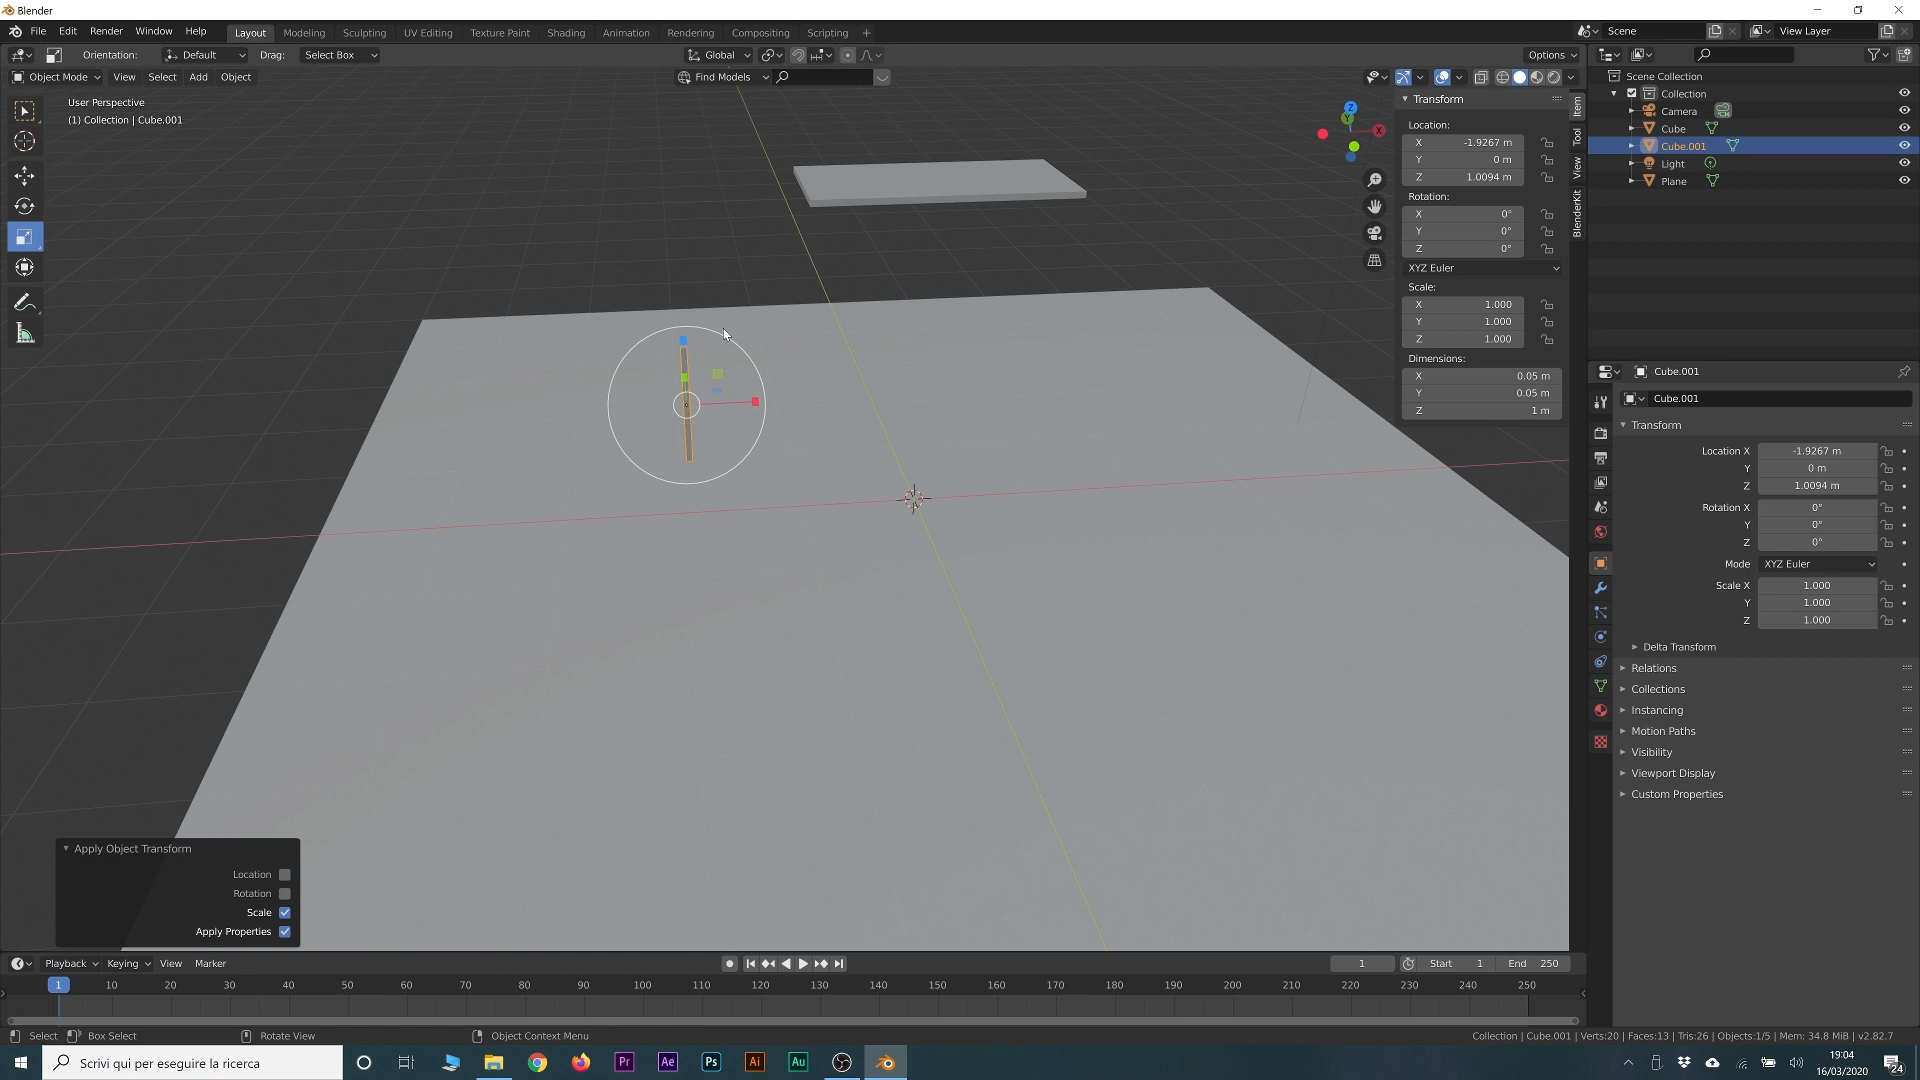 Blender
File Edit Render Window Help Layout Modeling Sculpting UV Editing Texture Paint Shading Animation Rendering Compositing Scripting +
Scene View Layer
Orientation: Default Drag: Select Box Global Options
Object Mode View Select Add Object Find Models
User Perspective
(1) Collection | Cube.001
Transform
Location:
X -1.9267 m
Y 0 m
Z 1.0094 m
Rotation:
X 0°
Y 0°
Z 0°
XYZ Euler
Scale:
X 1.000
Y 1.000
Z 1.000
Dimensions:
X 0.05 m
Y 0.05 m
Z 1 m
Item
Tool
View
BlenderKit
Z
Y
X
Scene Collection
Collection
Camera
Cube
Cube.001
Light
Plane
Cube.001
Cube.001
Transform
Location X -1.9267 m
Y 0 m
Z 1.0094 m
Rotation X 0°
Y 0°
Z 0°
Mode XYZ Euler
Scale X 1.000
Y 1.000
Z 1.000
Delta Transform
Relations
Collections
Instancing
Motion Paths
Visibility
Viewport Display
Custom Properties
Apply Object Transform
Location
Rotation
Scale
Apply Properties
Playback Keying View Marker 1 Start 1 End 250
1 10 20 30 40 50 60 70 80 90 100 110 120 130 140 150 160 170 180 190 200 210 220 230 240 250
Select Box Select Rotate View Object Context Menu
Collection | Cube.001 | Verts:20 | Faces:13 | Tris:26 | Objects:1/5 | Mem: 34.8 MiB | v2.82.7
Scrivi qui per eseguire la ricerca
Pr Ae Ps Ai Au
19:04
16/03/2020
24